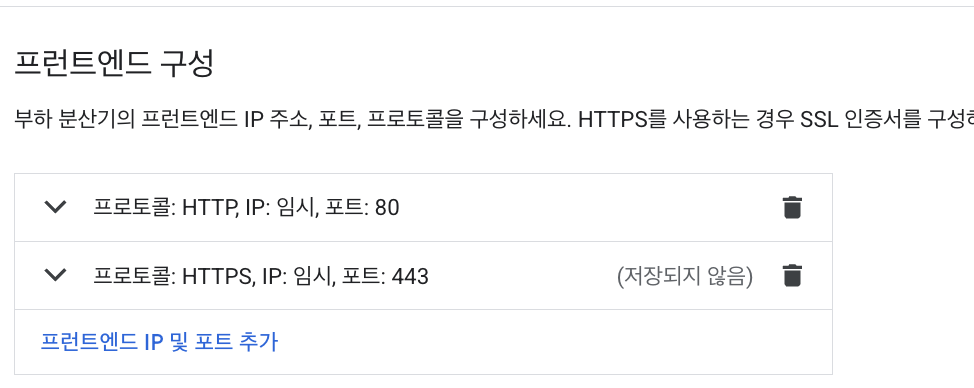 프런트엔드 구성
부하 분산기의 프런트엔드 IP 주소, 포트, 프로토콜을 구성하세요. HTTPS를 사용하는 경우 SSL 인증서를 구성
프로토콜: HTTP, IP: 임시, 포트: 80
프로토콜: HTTPS, IP: 임시, 포트: 443 (저장되지 않음)
프런트엔드 IP 및 포트 추가